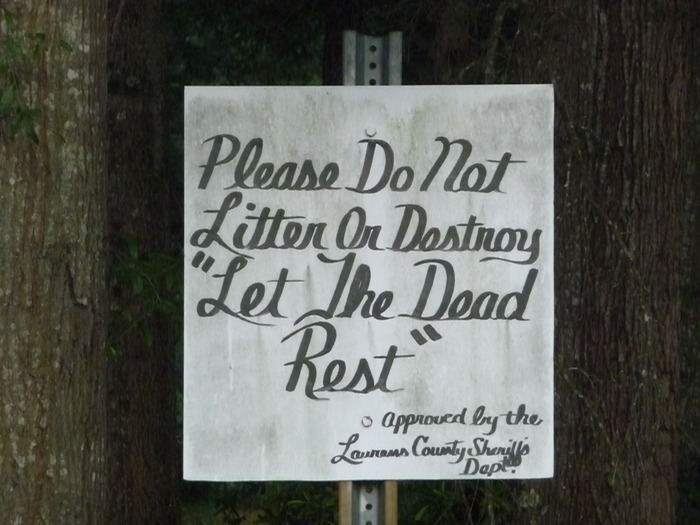 Please Do Not
Litter Or Destroy
"Let The Dead
Rest"
approved by the
Laurens County Sheriff's
Dept.